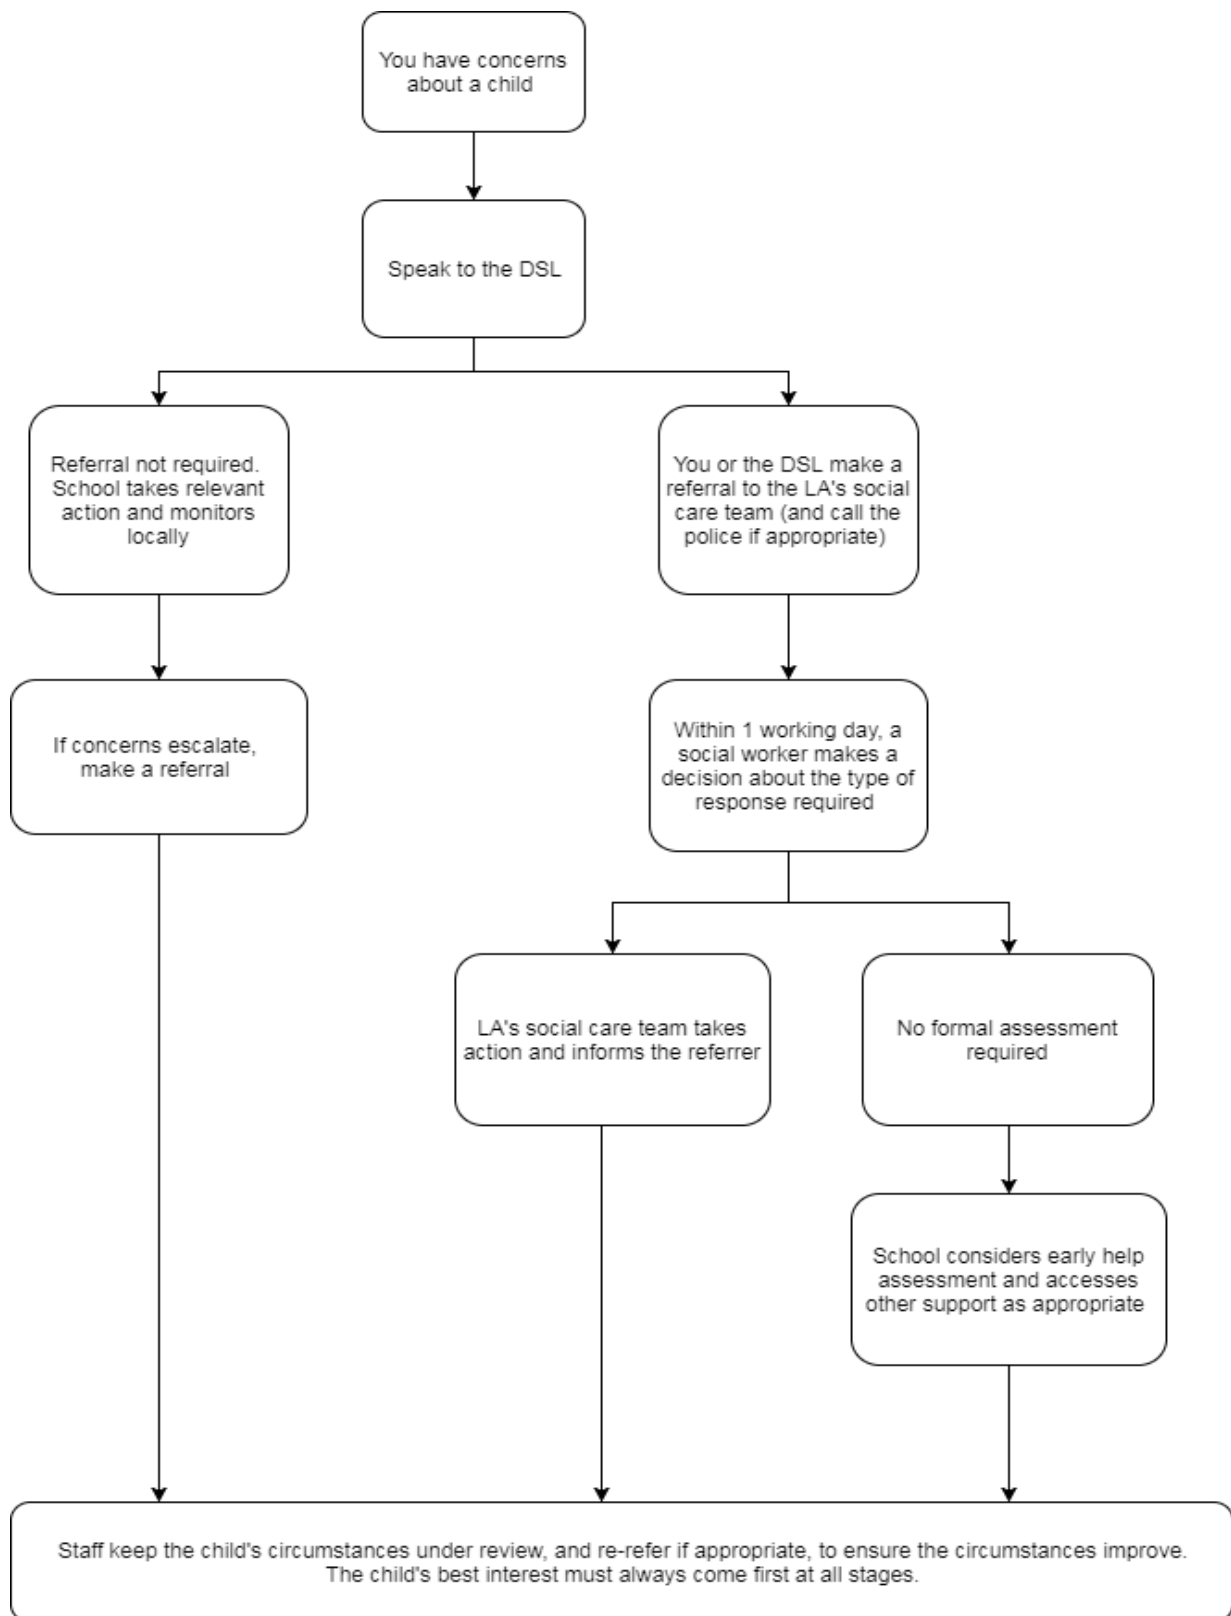 You have concerns
about a child
Speak to the DSL
Referral not required.
School takes relevant
action and monitors
locally
You or the DSL make a
referral to the LA's social
care team (and call the
police if appropriate)
If concerns escalate,
make a referral
Within 1 working day, a
social worker makes a
decision about the type of
response required
LA's social care team takes
action and informs the referrer
No formal assessment
required
School considers early help
assessment and accesses
other support as appropriate
Staff keep the child's circumstances under review, and re-refer if appropriate, to ensure the circumstances improve.
The child's best interest must always come first at all stages.